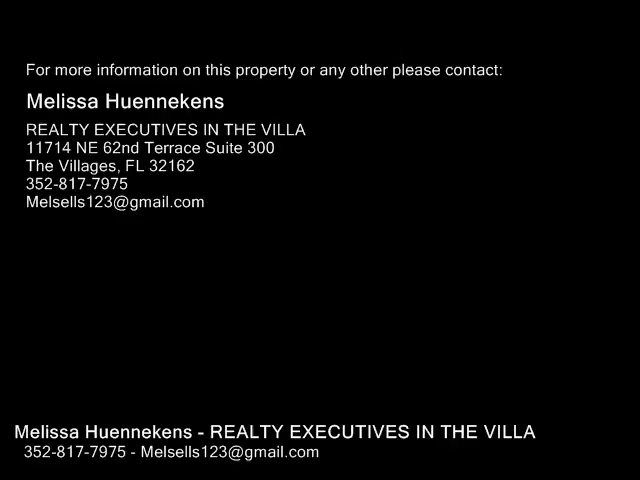 For more information on this property or any other please contact:
Melissa Huennekens
REALTY EXECUTIVES IN THE VILLA
11714 NE 62nd Terrace Suite 300
The Villages, FL 32162
352-817-7975
Melsells123@gmail.com
Melissa Huennekens - REALTY EXECUTIVES IN THE VILLA
352-817-7975 - Melsells123@gmail.com